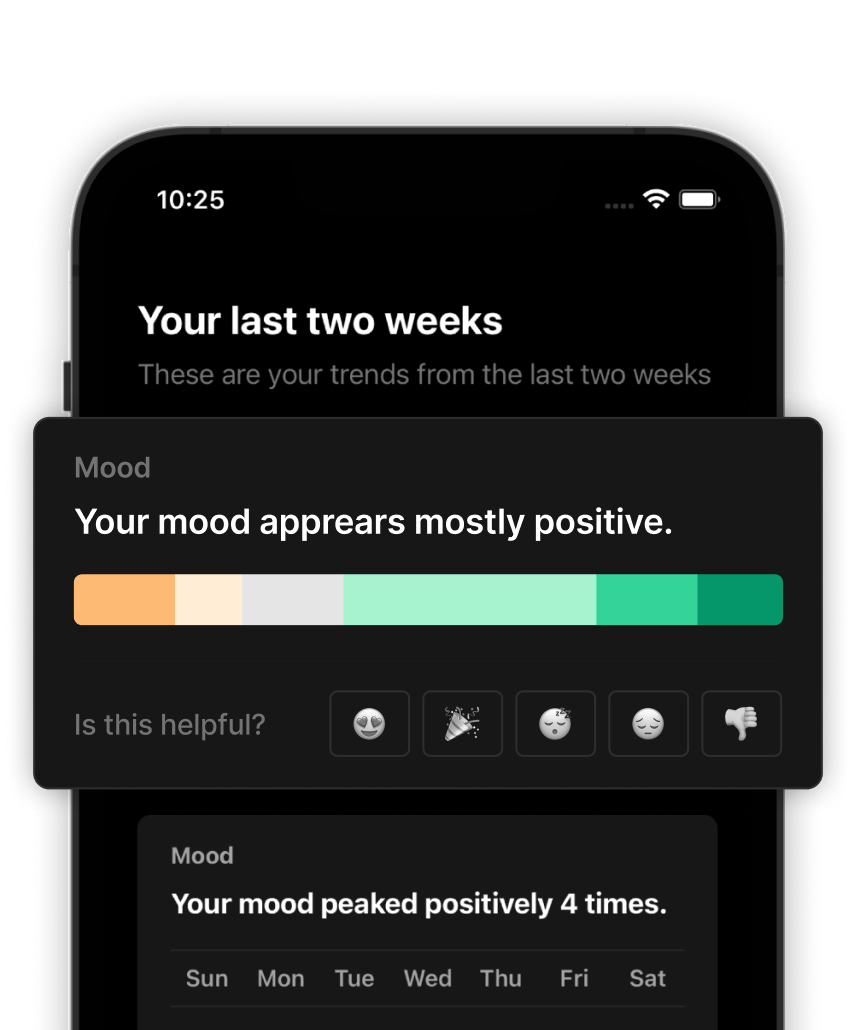 10:25
Your last two weeks
These are your trends from the last two weeks
Mood
Your mood apprears mostly positive.
Is this helpful?
Mood
Your mood peaked positively 4 times.
Sun Mon Tue Wed Thu Fri Sat